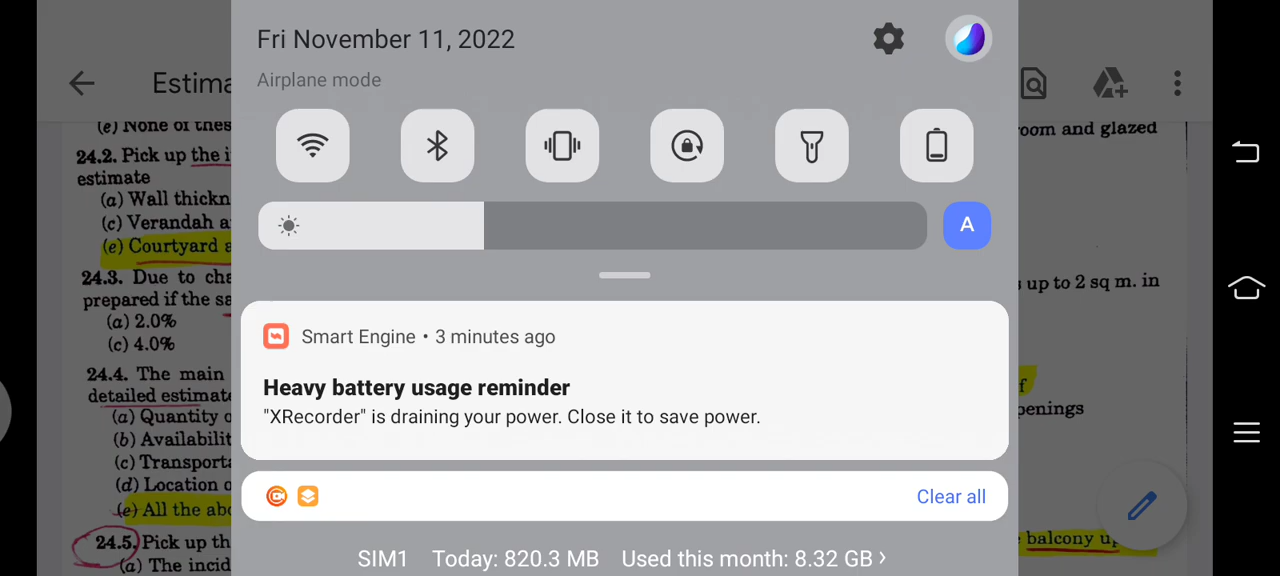 Fri November 11, 2022
Airplane mode
Estima
(e) None of thes
room and glazed
24.2. Pick up the i
estimate
(a) Wall thickn
(c) Verandah a
(e) Courtyard a
A
24.3. Due to cha
up to 2 sq m. in
prepared if the sa
(a) 2.0%
(c) 4.0%
Smart Engine • 3 minutes ago
Heavy battery usage reminder
"XRecorder" is draining your power. Close it to save power.
24.4. The main
f
detailed estimate
penings
(a) Quantity o
(b) Availabilit
(c) Transporta
(d) Location o
(e) All the abo
Clear all
24.5. Pick up th
balcony up
(a) The incid
SIM1 Today: 820.3 MB Used this month: 8.32 GB ›